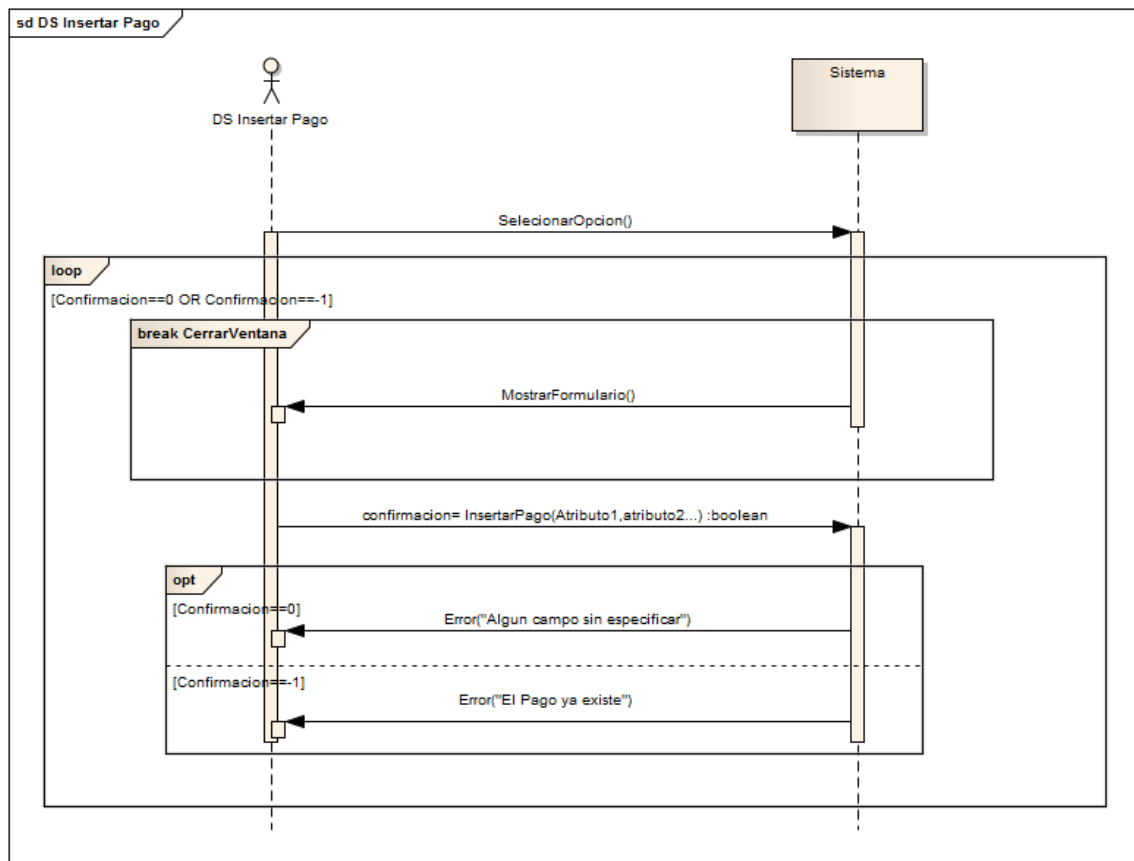 sd DS Insertar Pago
DS Insertar Pago
Sistema
SelecionarOpcion()
loop
[Confirmacion==0 OR Confirmacion==-1]
break CerrarVentana
MostrarFormulario()
confirmacion= InsertarPago(Atributo1,atributo2...) :boolean
opt
[Confirmacion==0]
Error("Algun campo sin especificar")
[Confirmacion==-1]
Error("El Pago ya existe")